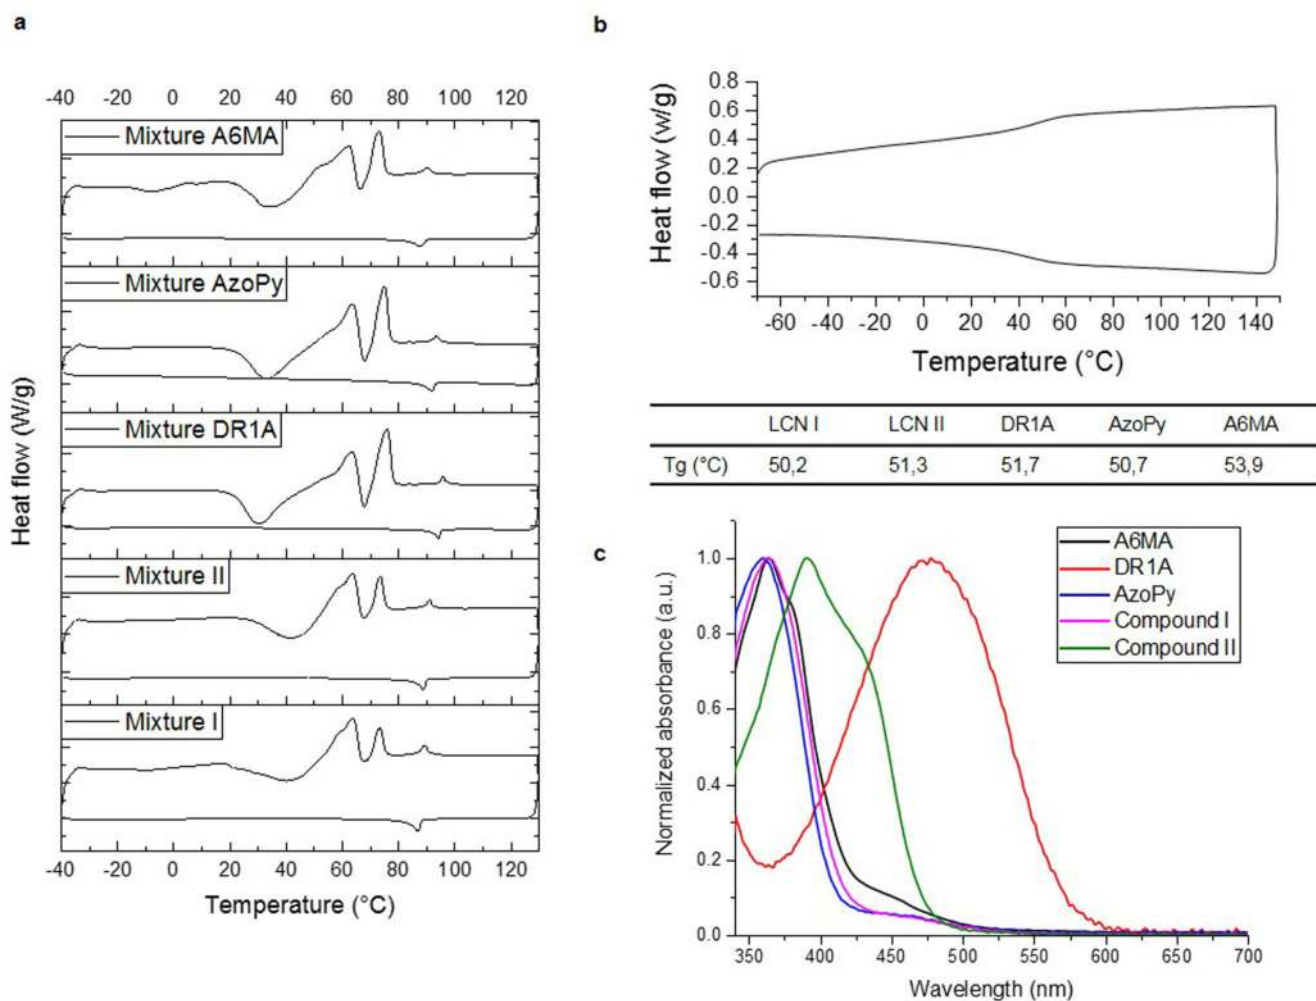 a
-40 -20 0 20 40 60 80 100 120
Mixture A6MA
Mixture AzoPy
Mixture DR1A
Mixture II
Mixture I
Heat flow (W/g)
-40 -20 0 20 40 60 80 100 120
Temperature (°C)
b
0.8
0.6
0.4
0.2
0.0
-0.2
-0.4
-0.6
Heat flow (w/g)
-60 -40 -20 0 20 40 60 80 100 120 140
Temperature (°C)
LCN I LCN II DR1A AzoPy A6MA
Tg (°C) 50,2 51,3 51,7 50,7 53,9
c
1.0
0.8
0.6
0.4
0.2
0.0
Normalized absorbance (a.u.)
A6MA
DR1A
AzoPy
Compound I
Compound II
350 400 450 500 550 600 650 700
Wavelength (nm)